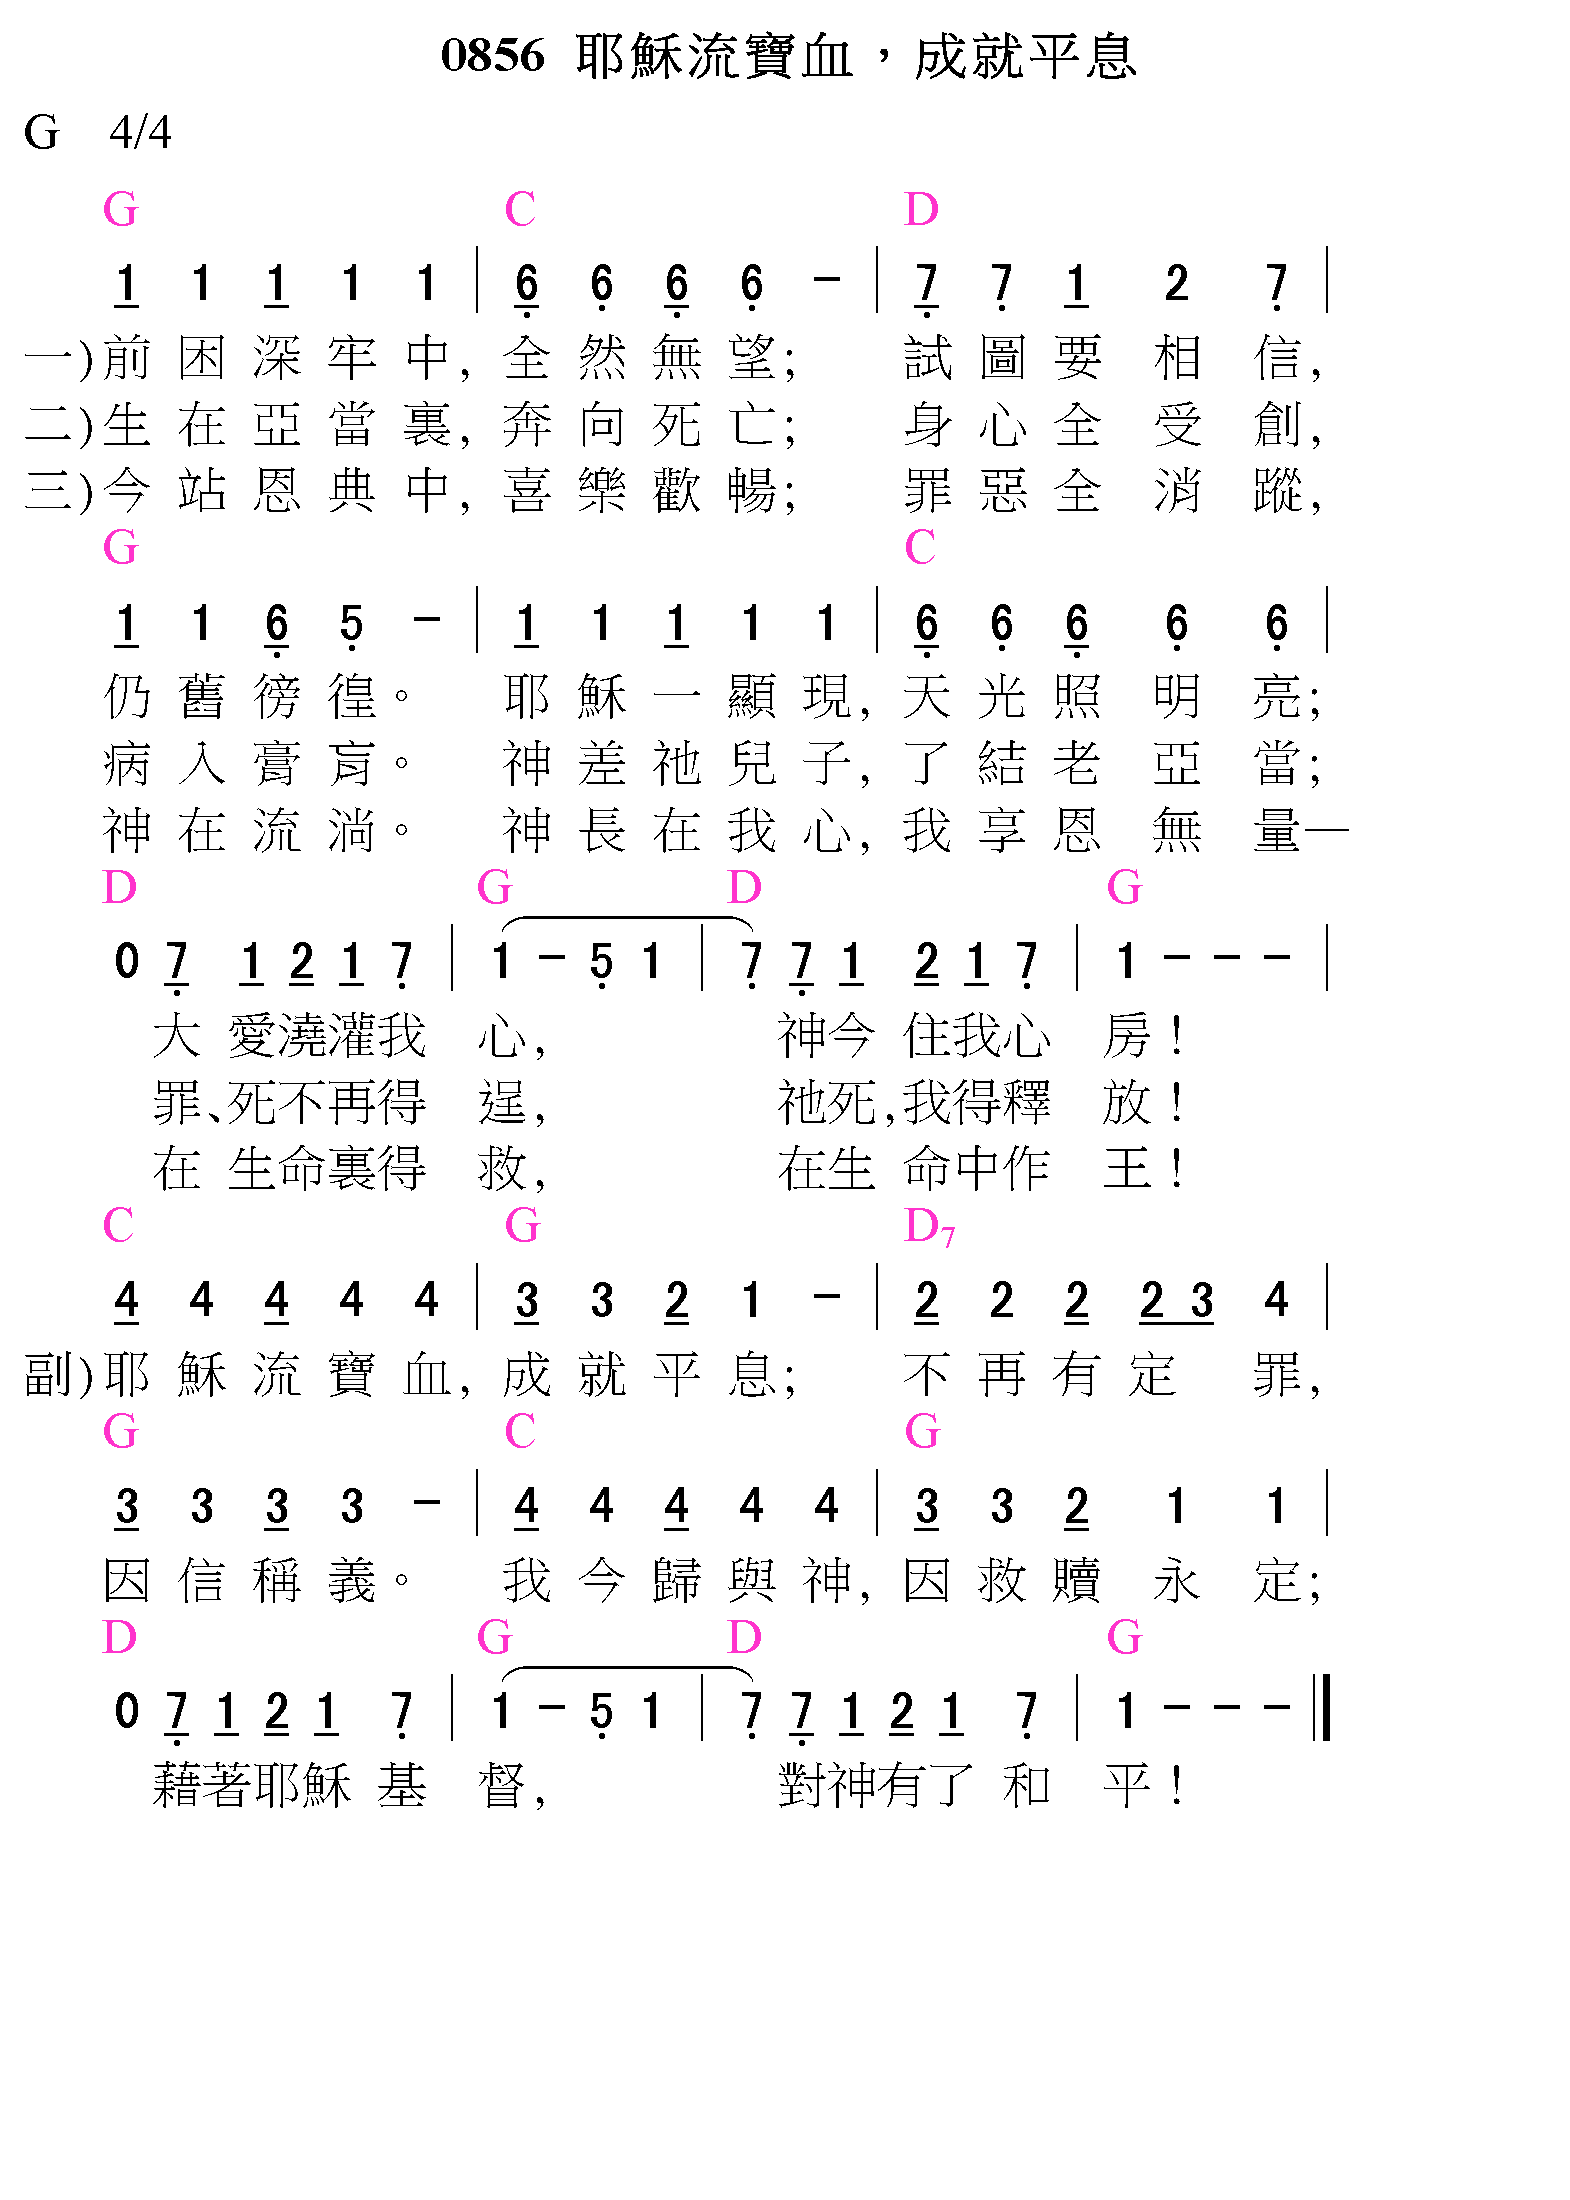 0856 耶穌流寶血，成就平息
G 4/4
G C D
1 1 1 1 1 | 6 6 6 6 - | 7 7 1 2 7 |
一)前困深牢中, 全然無望; 試圖要相信,
二)生在亞當裏, 奔向死亡; 身心全受創,
三)今站恩典中, 喜樂歡暢; 罪惡全消蹤,
G C
1 1 6 5 - | 1 1 1 1 1 | 6 6 6 6 6 |
仍舊徬徨。 耶穌一顯現, 天光照明亮;
病入膏肓。 神差祂兒子, 了結老亞當;
神在流淌。 神長在我心, 我享恩無量—
D G D G
0 7 1 2 1 7 | 1 - 5 1 | 7 7 1 2 1 7 | 1 - - - |
大愛澆灌我心, 神今住我心房！
罪、死不再得逞, 祂死,我得釋放！
在生命裏得救, 在生命中作王！
C G D7
4 4 4 4 4 | 3 3 2 1 - | 2 2 2 2 3 4 |
副)耶穌流寶血, 成就平息; 不再有定罪,
G C G
3 3 3 3 - | 4 4 4 4 4 | 3 3 2 1 1 |
因信稱義。 我今歸與神, 因救贖永定;
D G D G
0 7 1 2 1 7 | 1 - 5 1 | 7 7 1 2 1 7 | 1 - - - ‖
藉著耶穌基督, 對神有了和平！